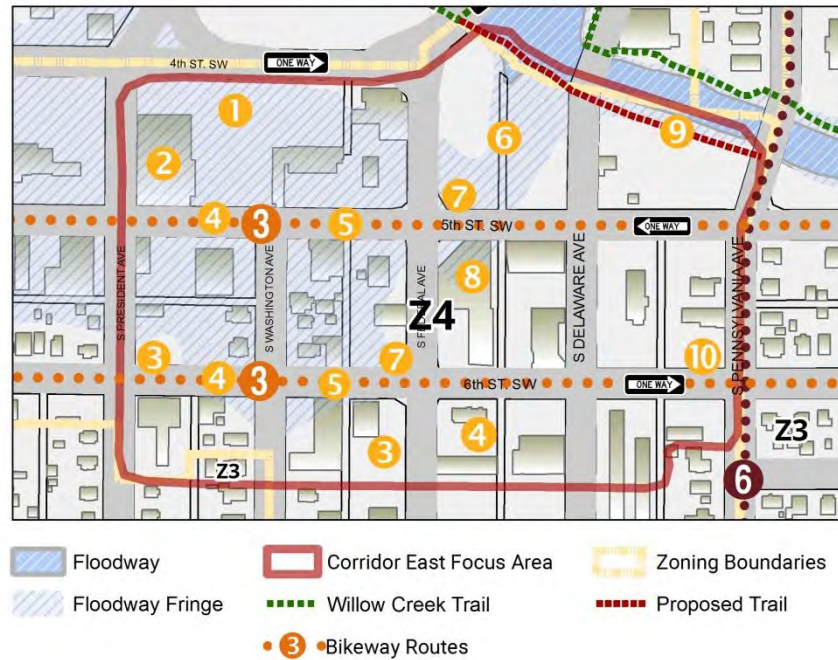 4th ST. SW
ONE WAY
1
2
6
9
7
4
3
5
5th ST. SW
ONE WAY
S PRESIDENT AVE
S WASHINGTON AVE
S DELAWARE AVE
S PENNSYLVANIA AVE
8
Z4
3
4
3
5
7
6th ST. SW
ONE WAY
10
3
4
Z3
Z3
6
Floodway
Corridor East Focus Area
Zoning Boundaries
Floodway Fringe
Willow Creek Trail
Proposed Trail
3 Bikeway Routes